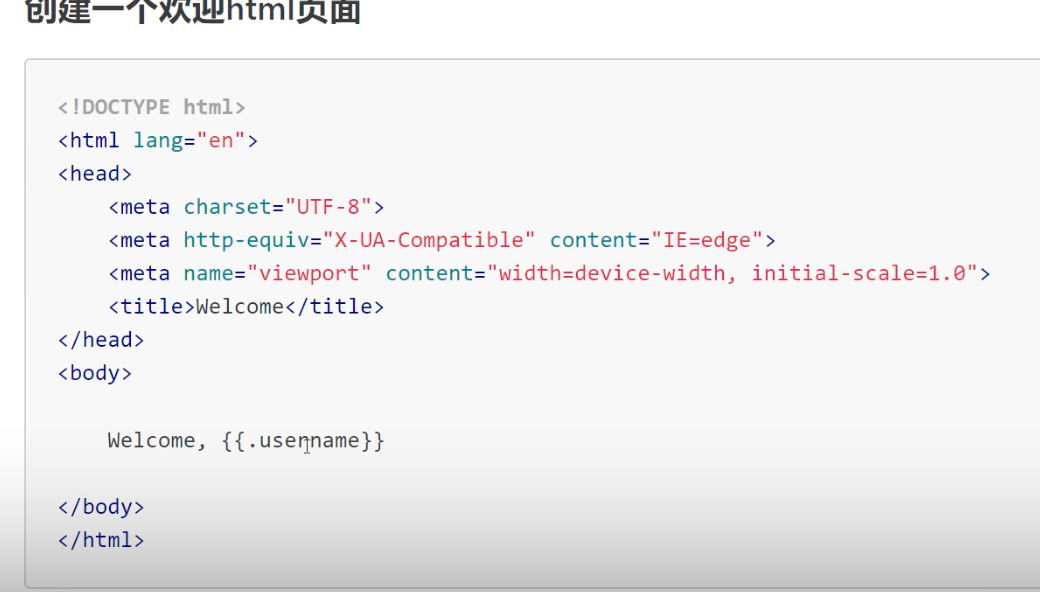 创建一个欢迎html页面
<!DOCTYPE html>
<html lang="en">
<head>
    <meta charset="UTF-8">
    <meta http-equiv="X-UA-Compatible" content="IE=edge">
    <meta name="viewport" content="width=device-width, initial-scale=1.0">
    <title>Welcome</title>
</head>
<body>
    Welcome, {{.username}}
</body>
</html>